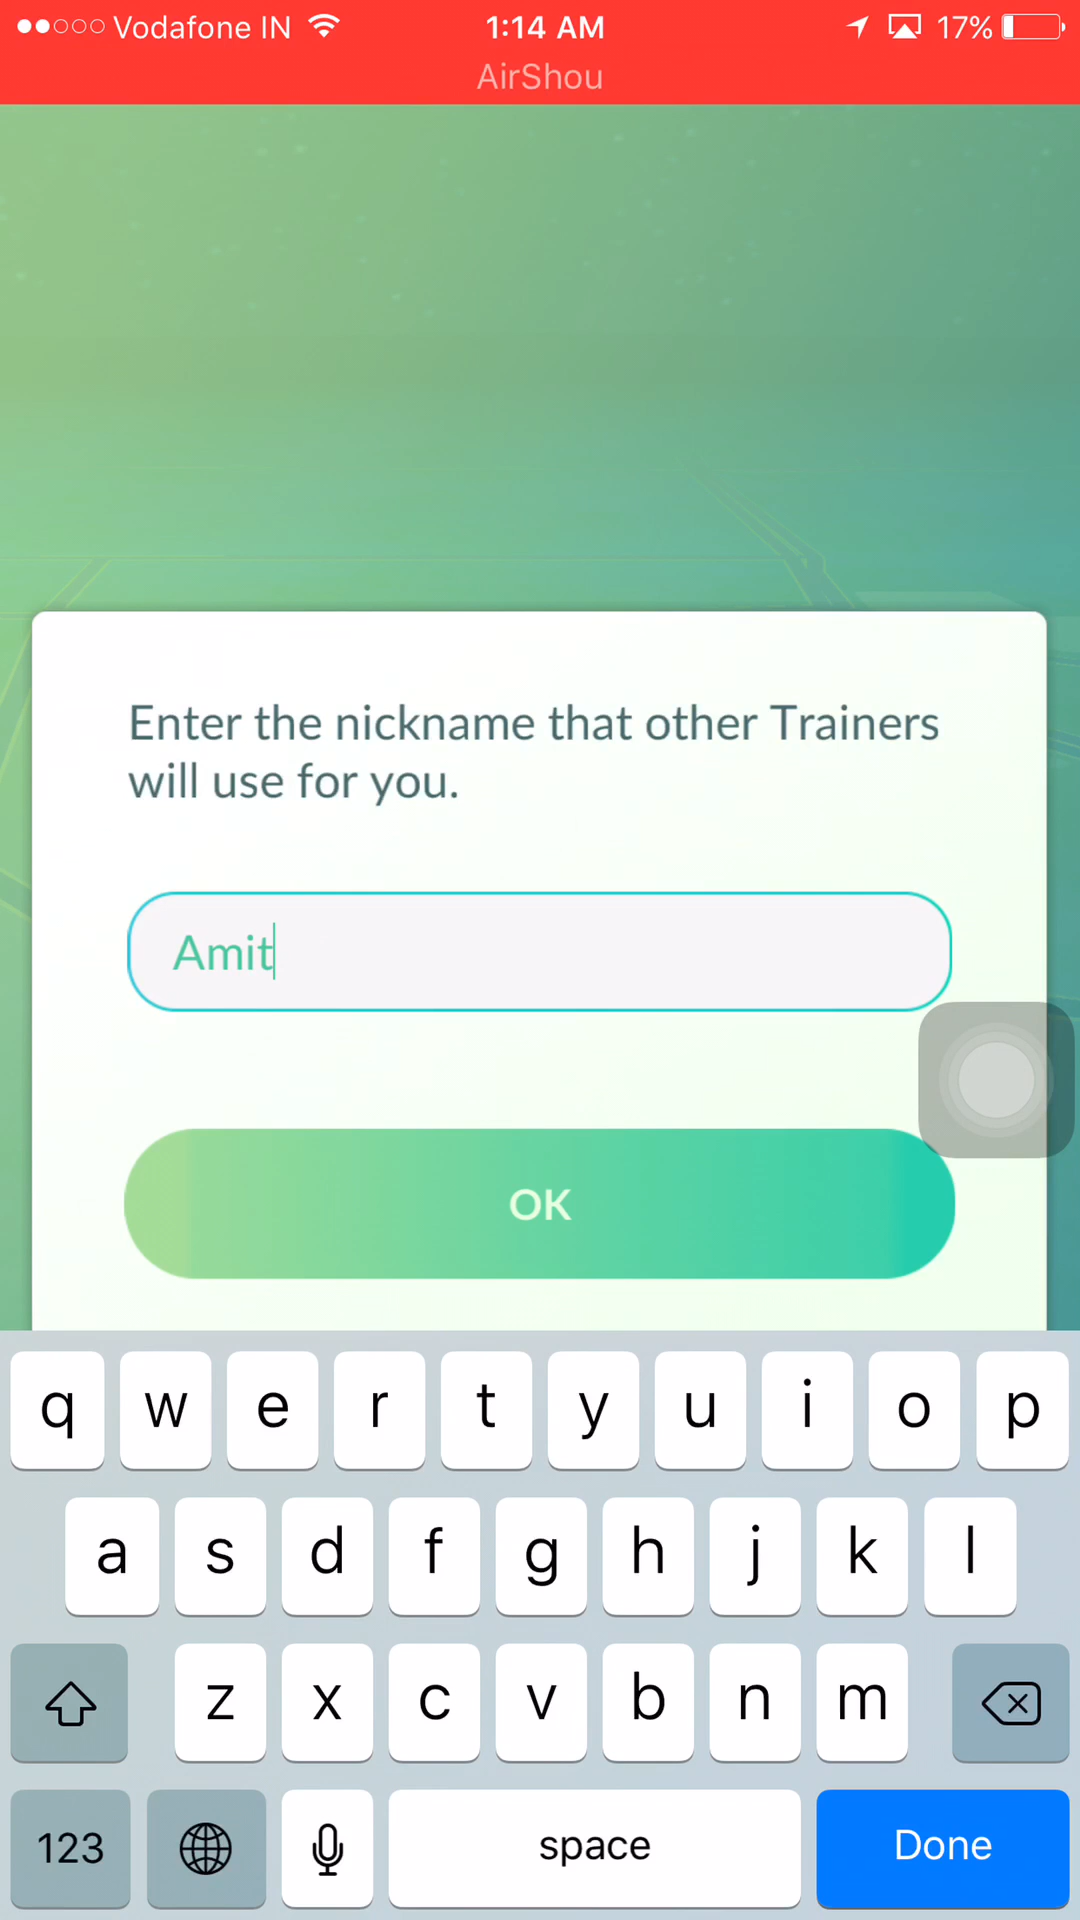 Vodafone IN 1:14 AM 17%
AirShou
Enter the nickname that other Trainers
will use for you.
Amit
OK
q w e r t y u i o p
a s d f g h j k l
z x c v b n m
123 space Done